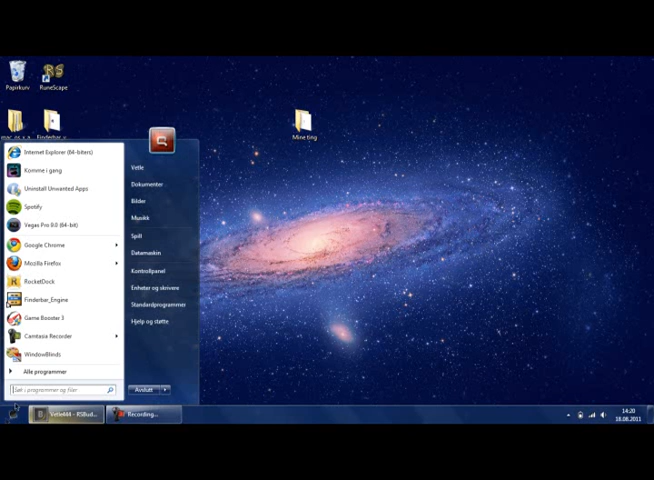 Papirkurv
RuneScape
Mine ting
Internet Explorer (64-biters)
Komme i gang
Uninstall Unwanted Apps
Spotify
Vegas Pro 9.0 (64-bit)
Google Chrome
Mozilla Firefox
RocketDock
Finderbar_Engine
Game Booster 3
Camtasia Recorder
WindowBlinds
Alle programmer
Søk i programmer og filer
Vetle
Dokumenter
Bilder
Musikk
Spill
Datamaskin
Kontrollpanel
Enheter og skrivere
Standardprogrammer
Hjelp og støtte
Avslutt
Vetle444 - RSBud...
Recording...
14:20
18.08.2011